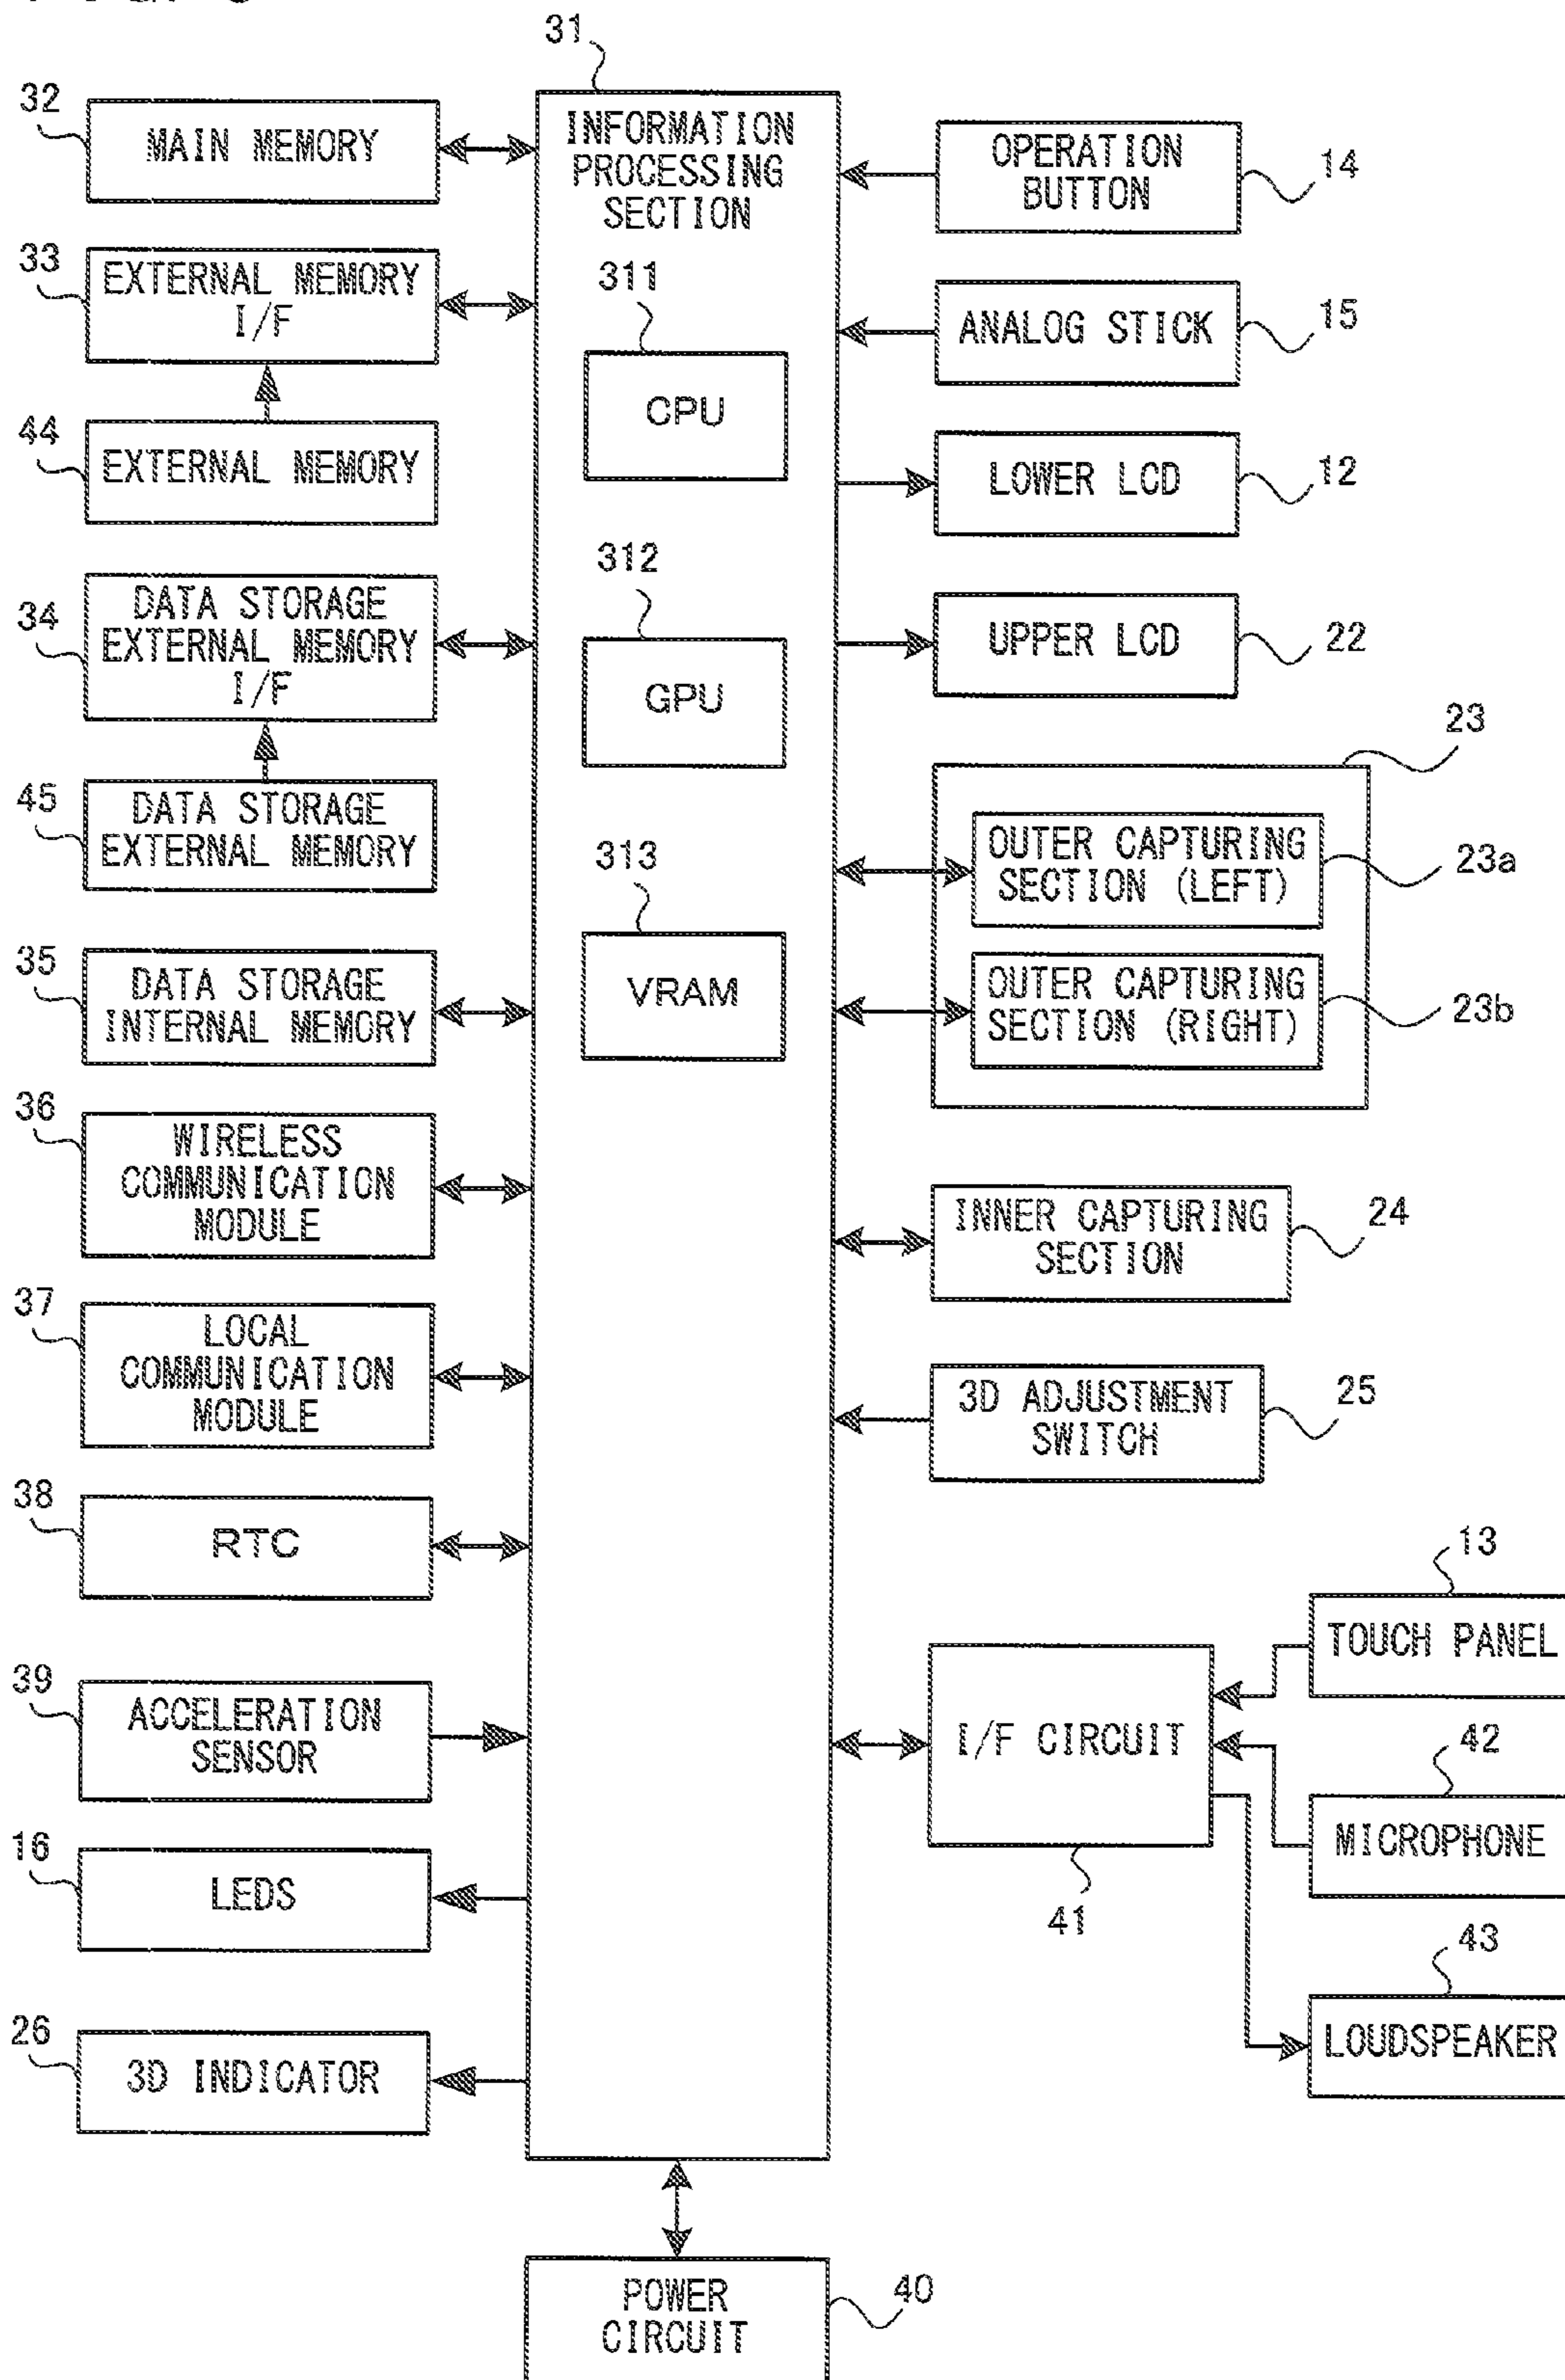 31
32
MAIN MEMORY
33
EXTERNAL MEMORY
I/F
44
EXTERNAL MEMORY
34
DATA STORAGE
EXTERNAL MEMORY
I/F
45
DATA STORAGE
EXTERNAL MEMORY
35
DATA STORAGE
INTERNAL MEMORY
36
WIRELESS
COMMUNICATION
MODULE
37
LOCAL
COMMUNICATION
MODULE
38
RTC
39
ACCELERATION
SENSOR
16
LEDS
26
3D INDICATOR
INFORMATION
PROCESSING
SECTION
311
CPU
312
GPU
313
VRAM
OPERATION
BUTTON
14
ANALOG STICK
15
LOWER LCD
12
UPPER LCD
22
23
OUTER CAPTURING
SECTION (LEFT)
23a
OUTER CAPTURING
SECTION (RIGHT)
23b
INNER CAPTURING
SECTION
24
3D ADJUSTMENT
SWITCH
25
I/F CIRCUIT
41
13
TOUCH PANEL
42
MICROPHONE
43
LOUDSPEAKER
POWER
CIRCUIT
40